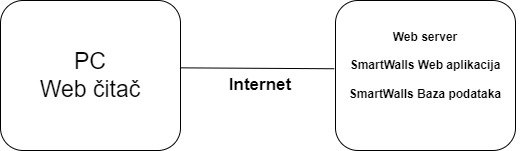 PC
Web čitač
Internet
Web server
SmartWalls Web aplikacija
SmartWalls Baza podataka